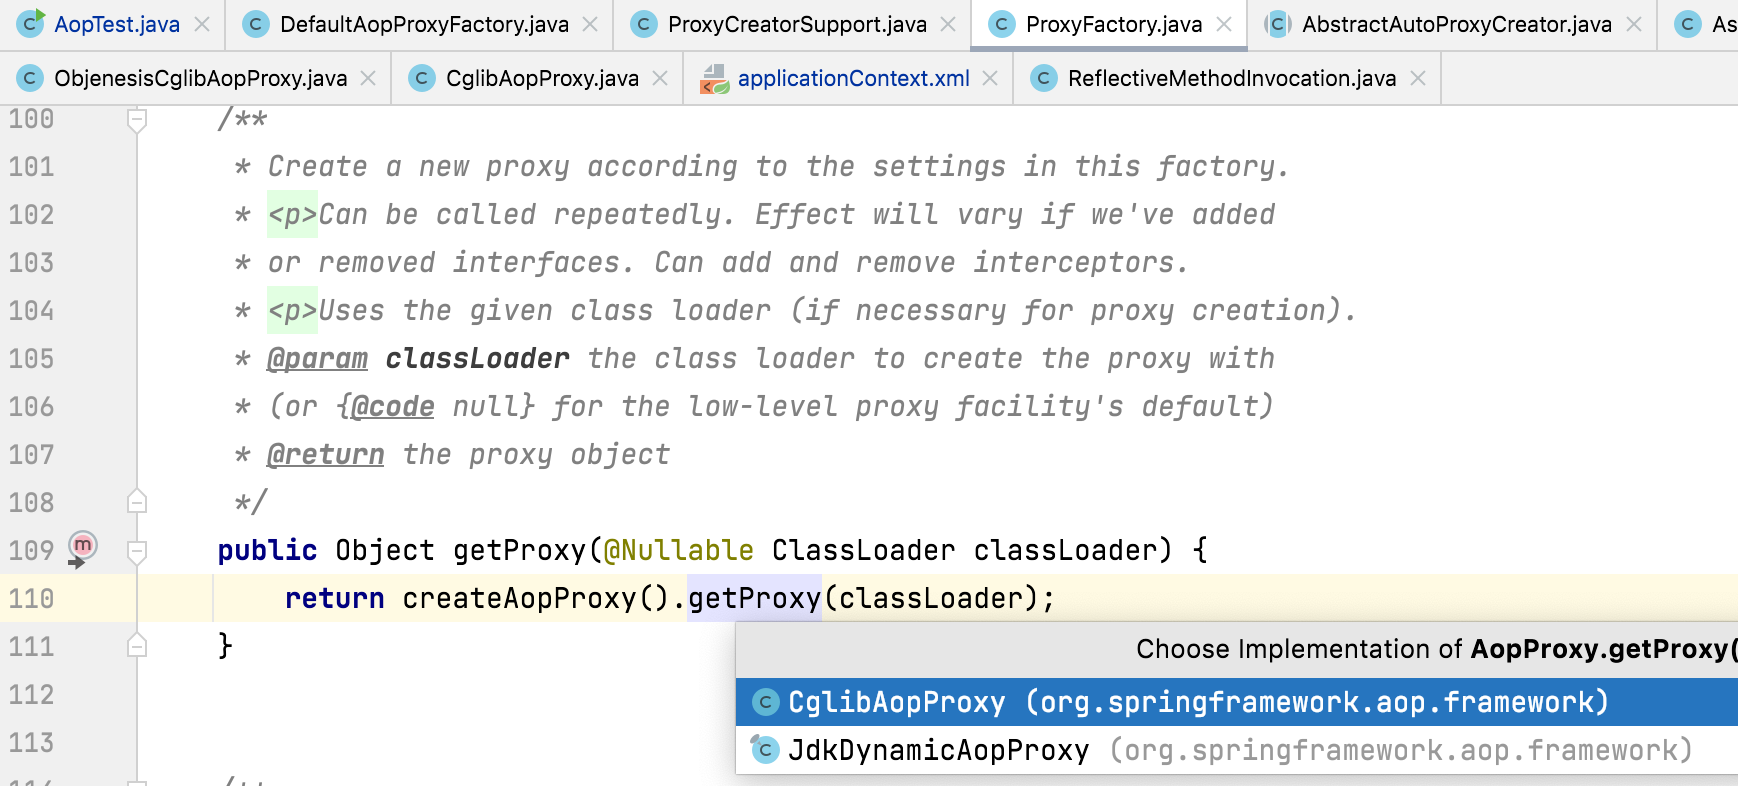 AopTest.java DefaultAopProxyFactory.java ProxyCreatorSupport.java ProxyFactory.java AbstractAutoProxyCreator.java As
ObjenesisCglibAopProxy.java CglibAopProxy.java applicationContext.xml ReflectiveMethodInvocation.java
100 /**
101 * Create a new proxy according to the settings in this factory.
102 * <p>Can be called repeatedly. Effect will vary if we've added
103 * or removed interfaces. Can add and remove interceptors.
104 * <p>Uses the given class loader (if necessary for proxy creation).
105 * @param classLoader the class loader to create the proxy with
106 * (or {@code null} for the low-level proxy facility's default)
107 * @return the proxy object
108 */
109 public Object getProxy(@Nullable ClassLoader classLoader) {
110 return createAopProxy().getProxy(classLoader);
111 }
Choose Implementation of AopProxy.getProxy(
112
CglibAopProxy (org.springframework.aop.framework)
113
JdkDynamicAopProxy (org.springframework.aop.framework)